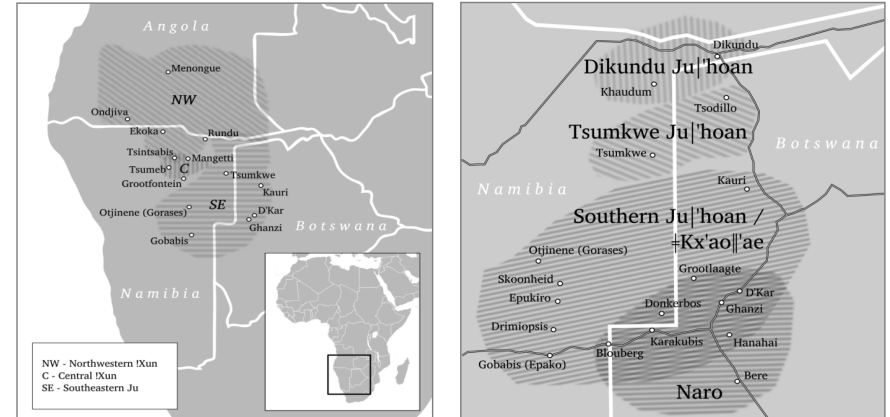 Angola
Menongue
NW
Ondjiva
Ekoka
Rundu
Tsintsabis
Mangetti
Tsumeb
C
Grootfontein
Tsumkwe
Kauri
SE
Otjinene (Gorases)
D'Kar
Ghanzi
Botswana
Gobabis
Namibia
NW - Northwestern !Xun
C - Central !Xun
SE - Southeastern Ju
Dikundu
Dikundu Ju|'hoan
Khaudum
Tsodillo
Tsumkwe Ju|'hoan
Botswana
Tsumkwe
Kauri
Namibia
Southern Ju|'hoan /
ǂKx'ao‖'ae
Otjinene (Gorases)
Grootlaagte
Skoonheid
D'Kar
Epukiro
Donkerbos
Ghanzi
Drimiopsis
Karakubis
Hanahai
Blouberg
Gobabis (Epako)
Bere
Naro